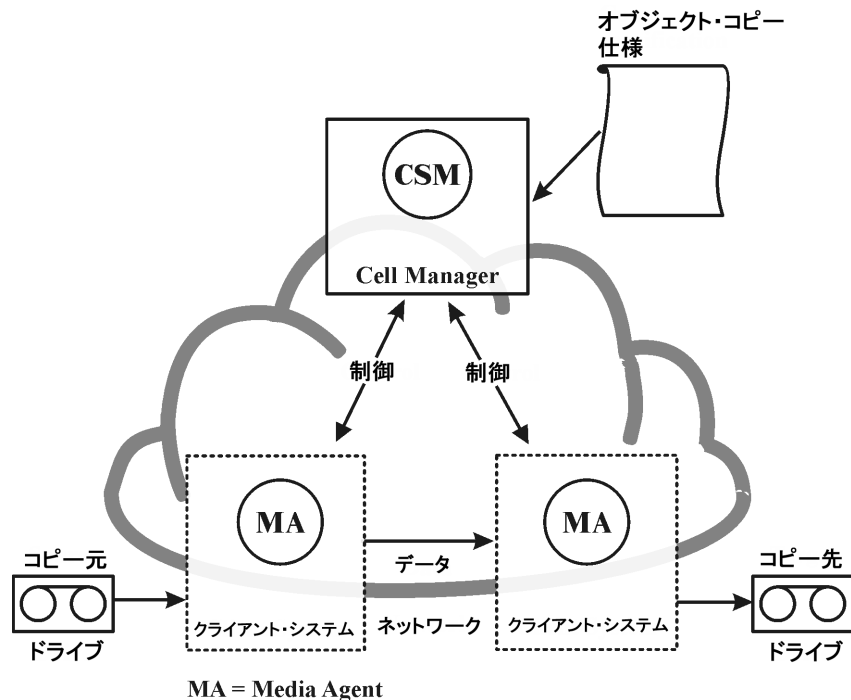 オブジェクト・コピー
仕様
CSM
Cell Manager
制御
制御
MA
MA
データ
コピー元
コピー先
ドライブ
クライアント・システム
ネットワーク
クライアント・システム
ドライブ
MA = Media Agent